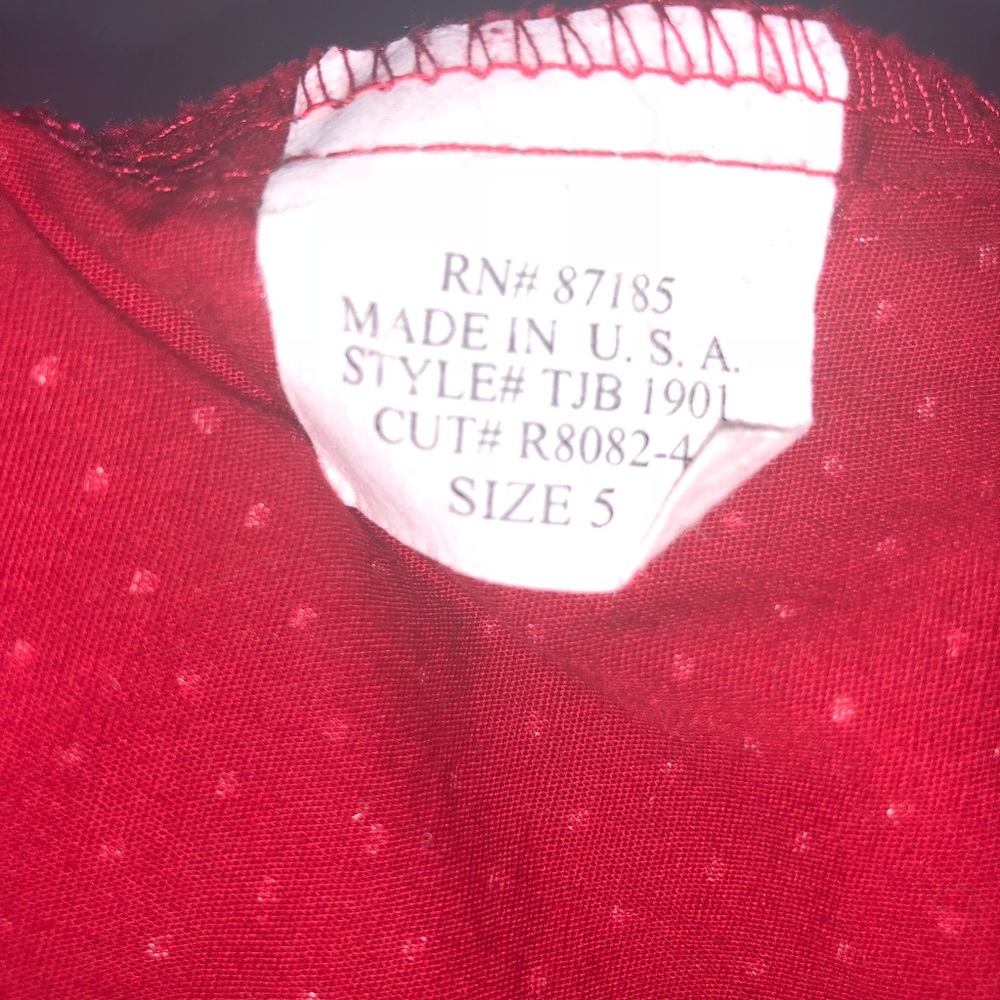 RN# 87185
MADE IN U. S. A.
STYLE# TJB 1901
CUT# R8082-4
SIZE 5